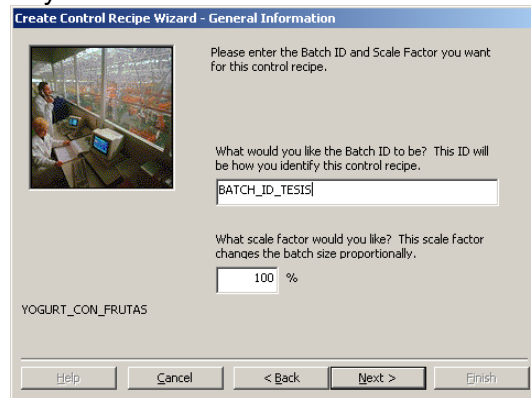 Create Control Recipe Wizard - General Information
Please enter the Batch ID and Scale Factor you want
for this control recipe.
What would you like the Batch ID to be? This ID will
be how you identify this control recipe.
BATCH_ID_TESIS
What scale factor would you like? This scale factor
changes the batch size proportionally.
100 %
YOGURT_CON_FRUTAS
Help Cancel < Back Next > Finish